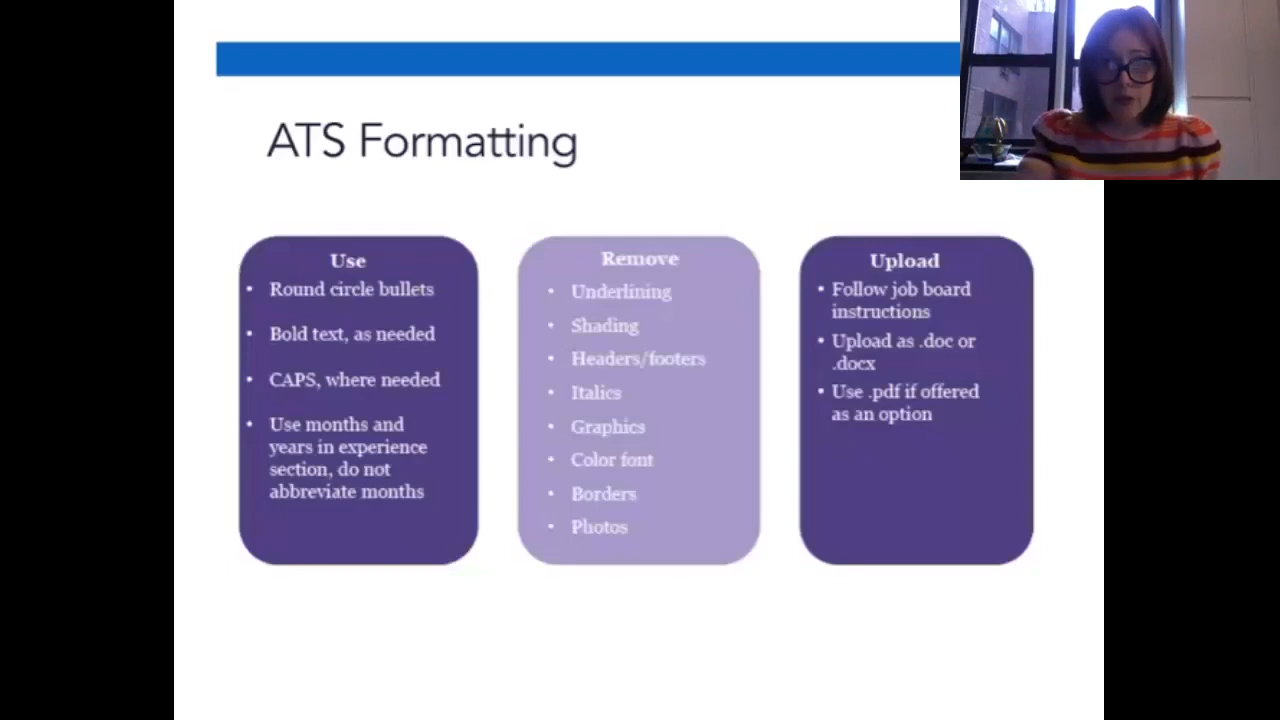 ATS Formatting
Use
• Round circle bullets
• Bold text, as needed
• CAPS, where needed
• Use months and
years in experience
section, do not
abbreviate months
Remove
• Underlining
• Shading
• Headers/footers
• Italics
• Graphics
• Color font
• Borders
• Photos
Upload
• Follow job board
instructions
• Upload as .doc or
.docx
• Use .pdf if offered
as an option